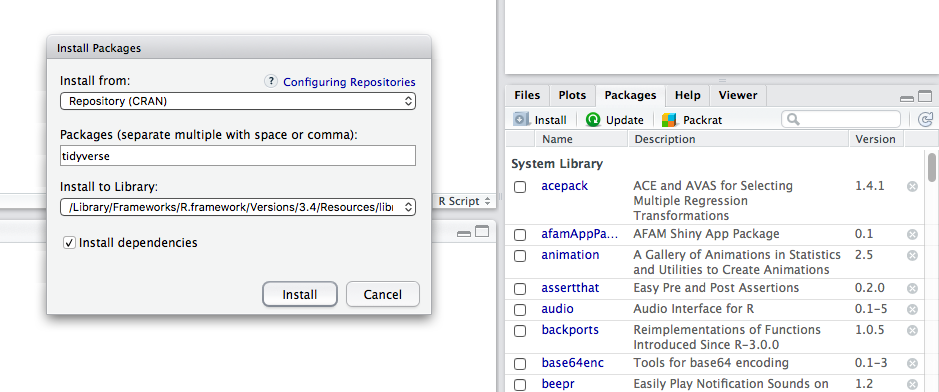 Install Packages
Install from:
? Configuring Repositories
Repository (CRAN)
Packages (separate multiple with space or comma):
tidyverse
Install to Library:
/Library/Frameworks/R.framework/Versions/3.4/Resources/libr
Install dependencies
Install Cancel
R Script
Files Plots Packages Help Viewer
Install Update Packrat
Name Description Version
System Library
acepack ACE and AVAS for Selecting 1.4.1
Multiple Regression
Transformations
afamAppPa... AFAM Shiny App Package 0.1
animation A Gallery of Animations in Statistics 2.5
and Utilities to Create Animations
assertthat Easy Pre and Post Assertions 0.2.0
audio Audio Interface for R 0.1-5
backports Reimplementations of Functions 1.0.5
Introduced Since R-3.0.0
base64enc Tools for base64 encoding 0.1-3
beepr Easily Play Notification Sounds on 1.2